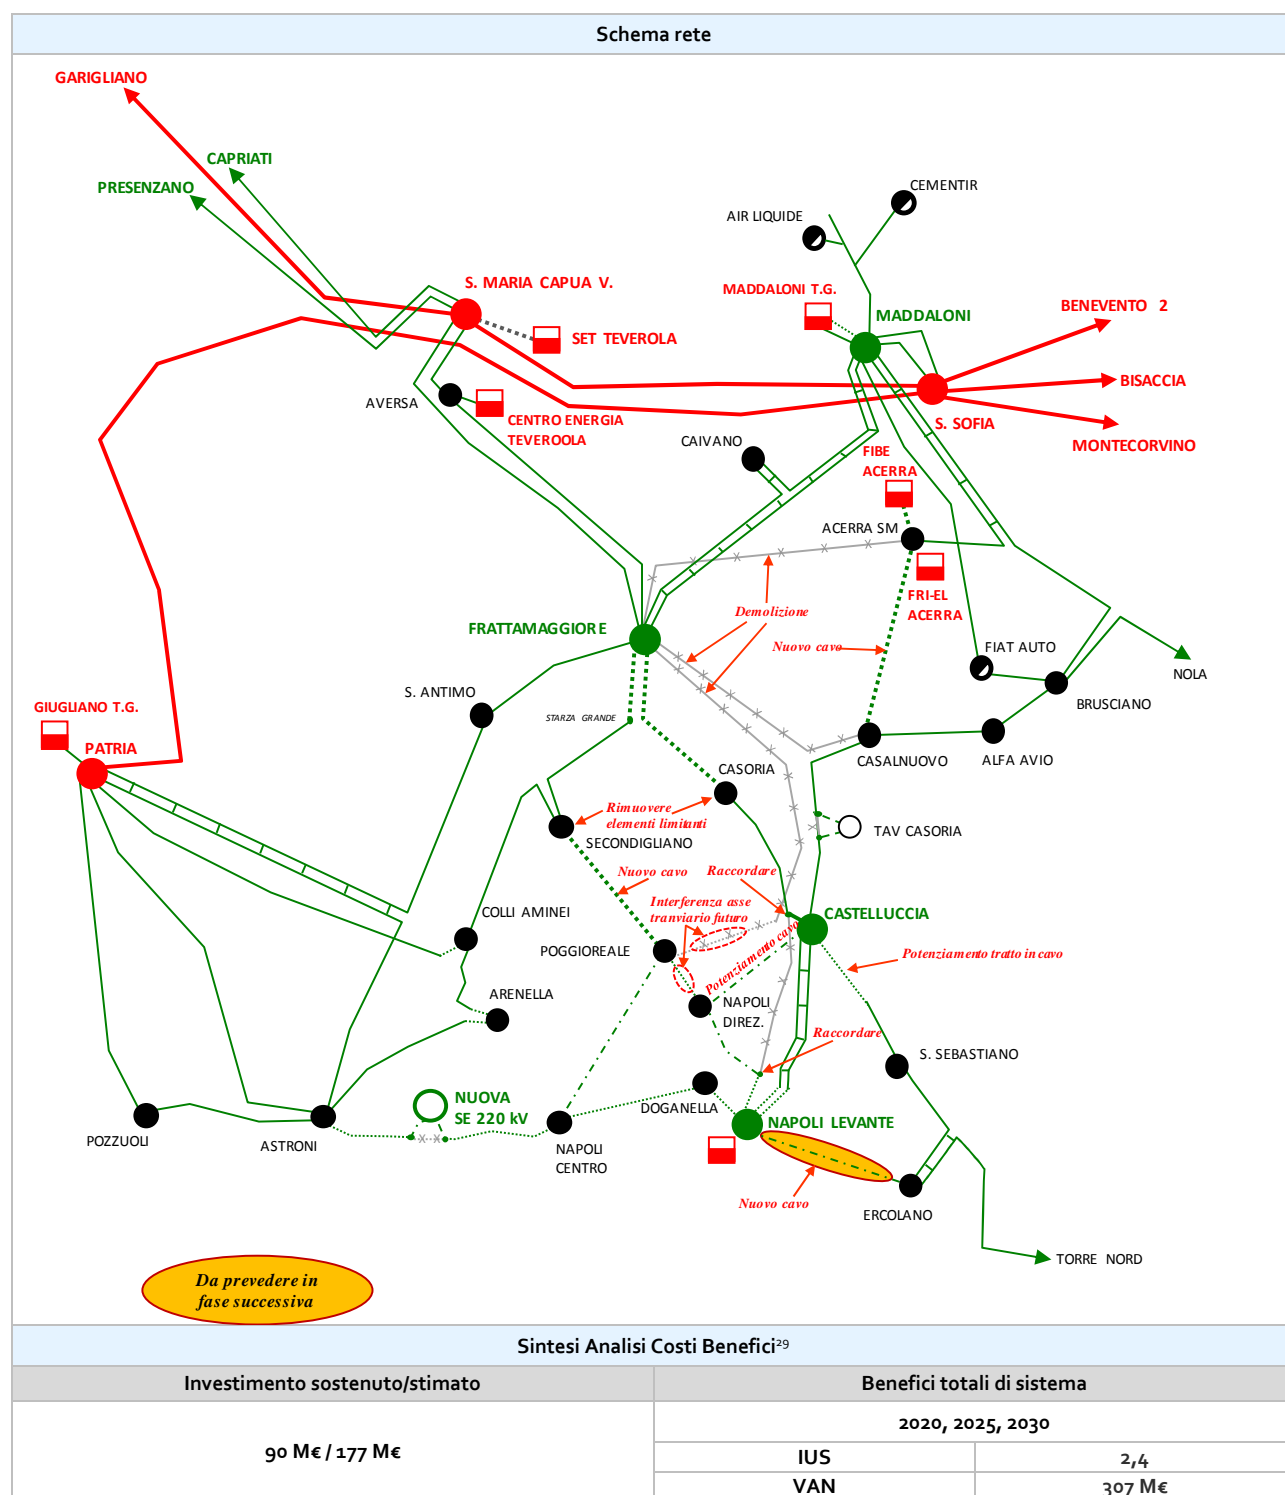 Schema rete
GARIGLIANO
CAPRIATI
PRESENZANO
CEMENTIR
AIR LIQUIDE
S. MARIA CAPUA V.
MADDALONI T.G.
MADDALONI
BENEVENTO 2
SET TEVEROLA
BISACCIA
AVERSA
CENTRO ENERGIA
TEVEROOLA
S. SOFIA
MONTECORVINO
CAIVANO
FIBE
ACERRA
ACERRA SM
FRI-EL
ACERRA
Demolizione
FRATTAMAGGIORE
Nuovo cavo
FIAT AUTO
NOLA
BRUSCIANO
S. ANTIMO
GIUGLIANO T.G.
STARZA GRANDE
PATRIA
CASALNUOVO
ALFA AVIO
CASORIA
Rimuovere
elementi limitanti
TAV CASORIA
SECONDIGLIANO
Nuovo cavo
Raccordare
Interferenza asse
tranviario futuro
COLLI AMINEI
CASTELLUCCIA
POGGIOREALE
Potenziamento cavo
Potenziamento tratto in cavo
ARENELLA
NAPOLI
DIREZ.
Raccordare
S. SEBASTIANO
NUOVA
SE 220 kV
DOGANELLA
NAPOLI LEVANTE
POZZUOLI
ASTRONI
NAPOLI
CENTRO
Nuovo cavo
ERCOLANO
TORRE NORD
Da prevedere in
fase successiva
Sintesi Analisi Costi Benefici29
Investimento sostenuto/stimato
Benefici totali di sistema
90 M€ / 177 M€
2020, 2025, 2030
IUS
2,4
VAN
307 M€